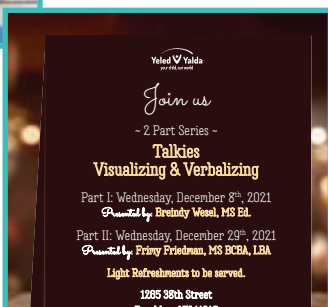 Yeled V Yalda
your child, our world
Join us
~ 2 Part Series ~
Talkies
Visualizing & Verbalizing
Part I: Wednesday, December 8th, 2021
Presented by: Breindy Wesel, MS Ed.
Part II: Wednesday, December 29th, 2021
Presented by: Frimy Friedman, MS BCBA, LBA
Light Refreshments to be served.
1265 38th Street